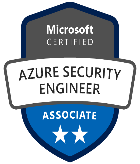 Microsoft
CERTIFIED
AZURE SECURITY
ENGINEER
ASSOCIATE